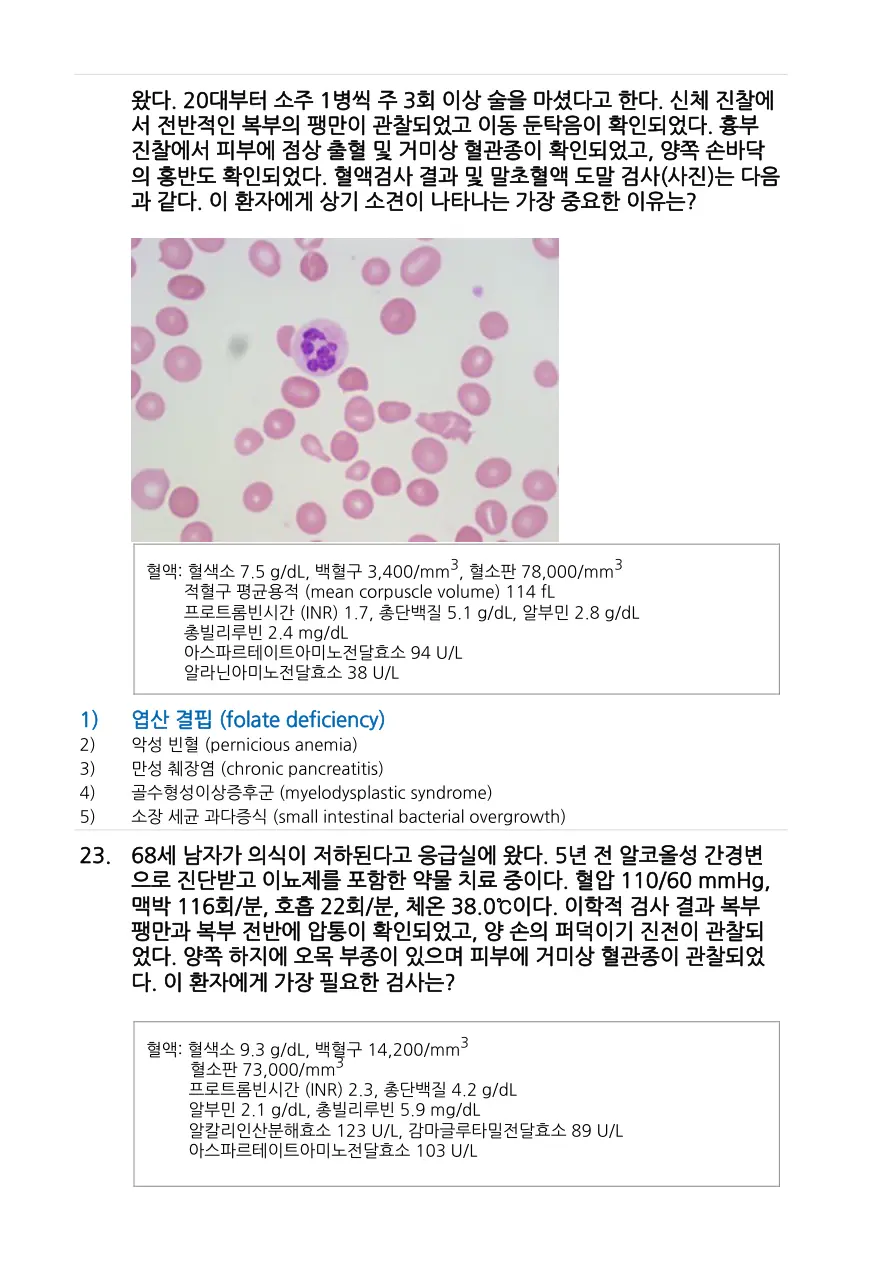 왔다. 20대부터 소주 1병씩 주 3회 이상 술을 마셨다고 한다. 신체 진찰에
서 전반적인 복부의 팽만이 관찰되었고 이동 둔탁음이 확인되었다. 흉부
진찰에서 피부에 점상 출혈 및 거미상 혈관종이 확인되었고, 양쪽 손바닥
의 홍반도 확인되었다. 혈액검사 결과 및 말초혈액 도말 검사(사진)는 다음
과 같다. 이 환자에게 상기 소견이 나타나는 가장 중요한 이유는?
혈액: 혈색소 7.5 g/dL, 백혈구 3,400/mm3, 혈소판 78,000/mm3
적혈구 평균용적 (mean corpuscle volume) 114 fL
프로트롬빈시간 (INR) 1.7, 총단백질 5.1 g/dL, 알부민 2.8 g/dL
총빌리루빈 2.4 mg/dL
아스파르테이트아미노전달효소 94 U/L
알라닌아미노전달효소 38 U/L
1) 엽산 결핍 (folate deficiency)
2) 악성 빈혈 (pernicious anemia)
3) 만성 췌장염 (chronic pancreatitis)
4) 골수형성이상증후군 (myelodysplastic syndrome)
5) 소장 세균 과다증식 (small intestinal bacterial overgrowth)
23. 68세 남자가 의식이 저하된다고 응급실에 왔다. 5년 전 알코올성 간경변
으로 진단받고 이뇨제를 포함한 약물 치료 중이다. 혈압 110/60 mmHg,
맥박 116회/분, 호흡 22회/분, 체온 38.0℃이다. 이학적 검사 결과 복부
팽만과 복부 전반에 압통이 확인되었고, 양 손의 퍼덕이기 진전이 관찰되
었다. 양쪽 하지에 오목 부종이 있으며 피부에 거미상 혈관종이 관찰되었
다. 이 환자에게 가장 필요한 검사는?
혈액: 혈색소 9.3 g/dL, 백혈구 14,200/mm3
혈소판 73,000/mm3
프로트롬빈시간 (INR) 2.3, 총단백질 4.2 g/dL
알부민 2.1 g/dL, 총빌리루빈 5.9 mg/dL
알칼리인산분해효소 123 U/L, 감마글루타밀전달효소 89 U/L
아스파르테이트아미노전달효소 103 U/L